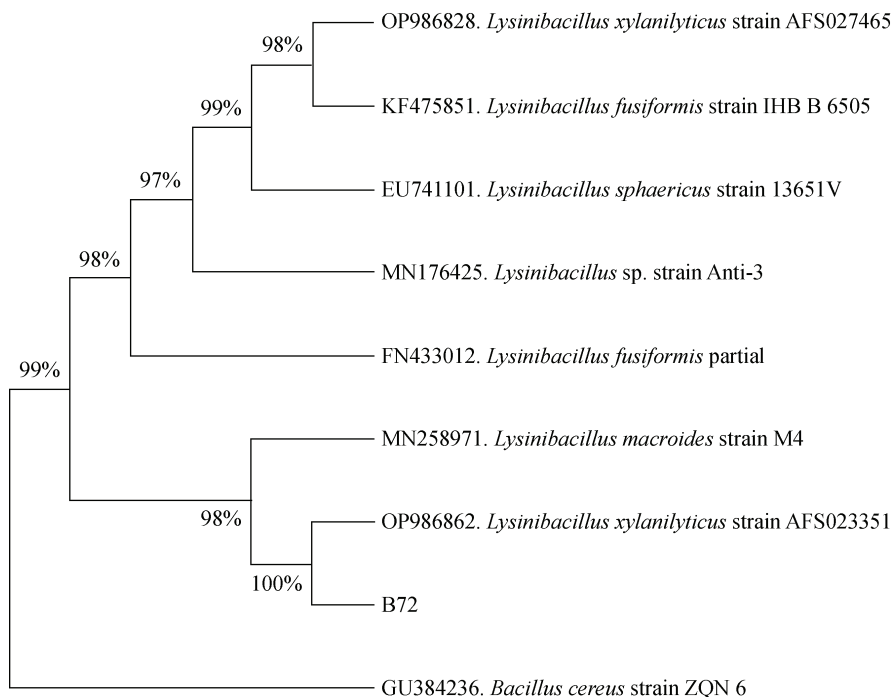 OP986828. Lysinibacillus xylanilyticus strain AFS027465
98%
KF475851. Lysinibacillus fusiformis strain IHB B 6505
99%
EU741101. Lysinibacillus sphaericus strain 13651V
97%
MN176425. Lysinibacillus sp. strain Anti-3
98%
FN433012. Lysinibacillus fusiformis partial
99%
MN258971. Lysinibacillus macroides strain M4
98%
OP986862. Lysinibacillus xylanilyticus strain AFS023351
100%
B72
GU384236. Bacillus cereus strain ZQN 6